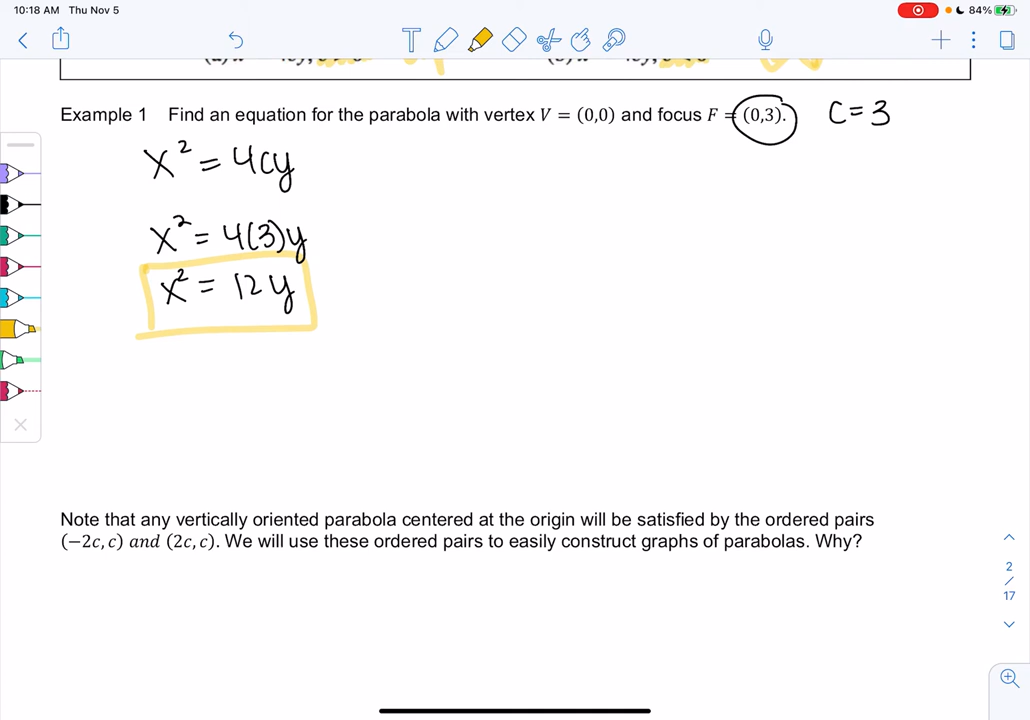 10:18 AM Thu Nov 5
84%
Example 1 Find an equation for the parabola with vertex V = (0,0) and focus F = (0,3). C = 3
x² = 4cy
x² = 4(3)y
x² = 12y
Note that any vertically oriented parabola centered at the origin will be satisfied by the ordered pairs
(−2c, c) and (2c, c). We will use these ordered pairs to easily construct graphs of parabolas. Why?
2
/
17